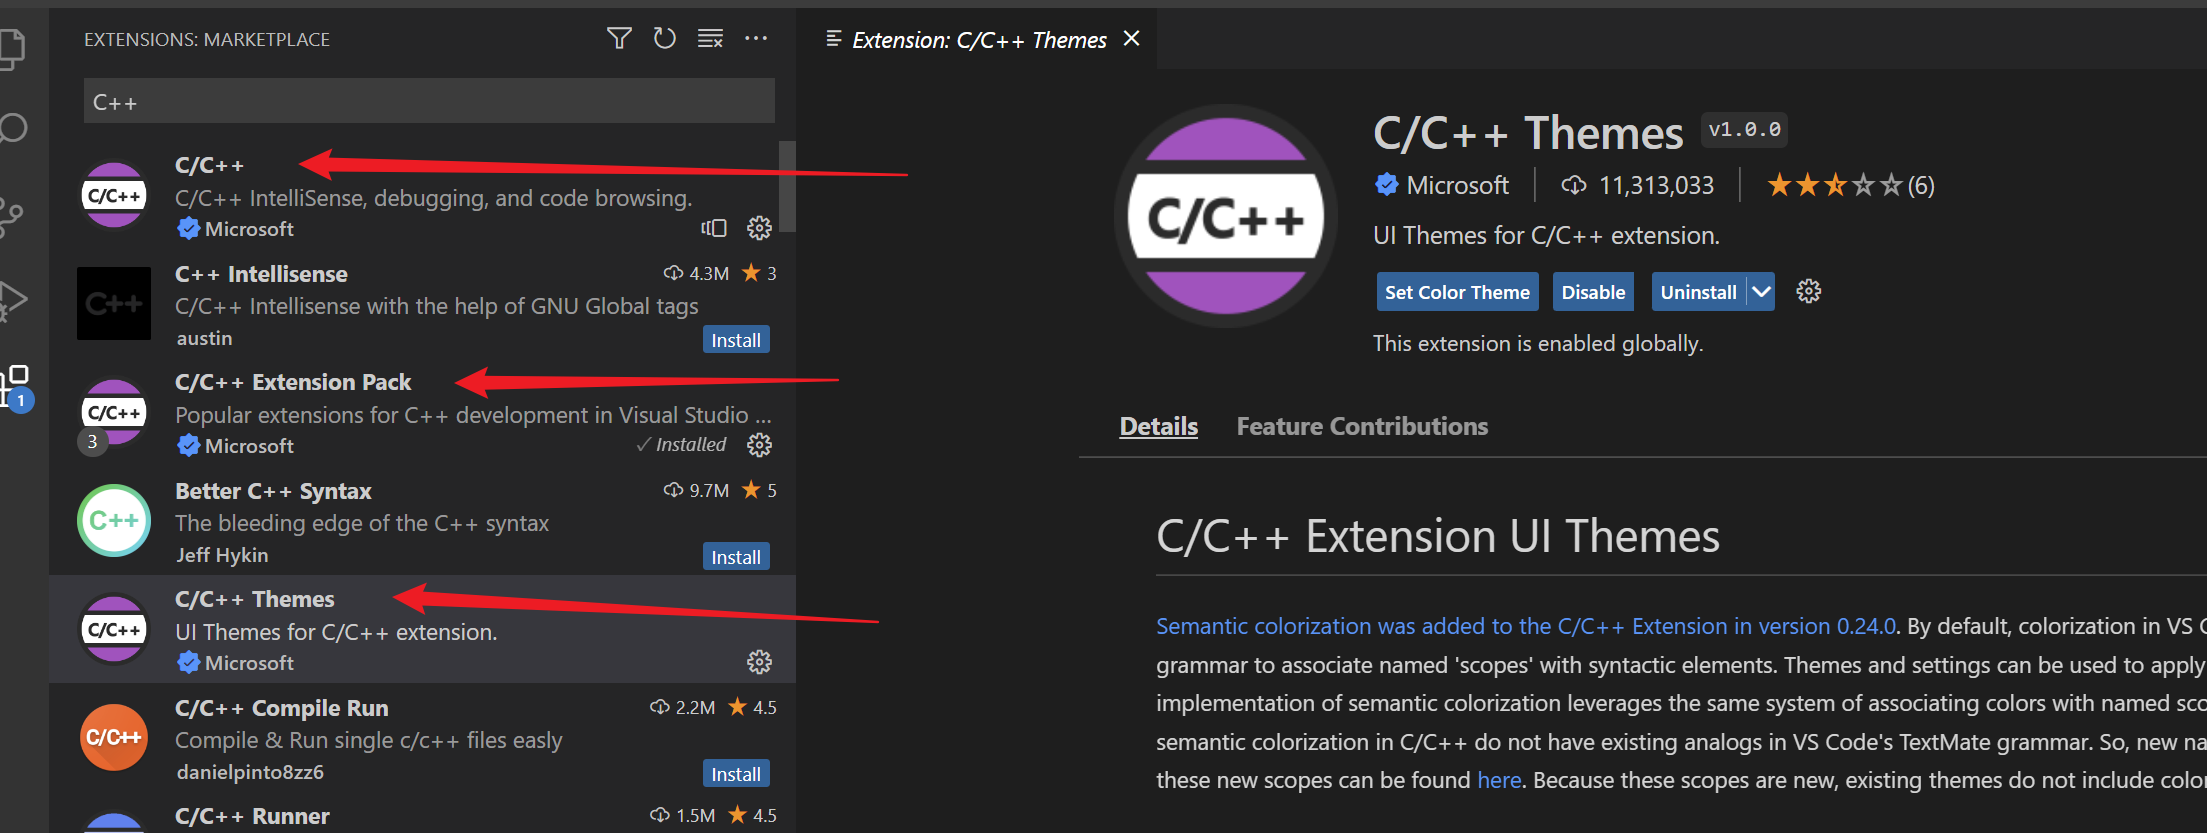 EXTENSIONS: MARKETPLACE
C++
C/C++
C/C++
C/C++ IntelliSense, debugging, and code browsing.
Microsoft
C++
C++ Intellisense
4.3M 3
C/C++ Intellisense with the help of GNU Global tags
austin
Install
C/C++
3
C/C++ Extension Pack
Popular extensions for C++ development in Visual Studio ...
Microsoft
Installed
1
C++
Better C++ Syntax
9.7M 5
The bleeding edge of the C++ syntax
Jeff Hykin
Install
C/C++
C/C++ Themes
UI Themes for C/C++ extension.
Microsoft
C/C++
C/C++ Compile Run
2.2M 4.5
Compile & Run single c/c++ files easly
danielpinto8zz6
Install
C/C++ Runner
1.5M 4.5
Extension: C/C++ Themes
C/C++
C/C++ Themes v1.0.0
Microsoft 11,313,033 (6)
UI Themes for C/C++ extension.
Set Color Theme Disable Uninstall
This extension is enabled globally.
Details Feature Contributions
C/C++ Extension UI Themes
Semantic colorization was added to the C/C++ Extension in version 0.24.0. By default, colorization in VS
grammar to associate named 'scopes' with syntactic elements. Themes and settings can be used to apply
implementation of semantic colorization leverages the same system of associating colors with named
semantic colorization in C/C++ do not have existing analogs in VS Code's TextMate grammar. So, new
these new scopes can be found here. Because these scopes are new, existing themes do not include